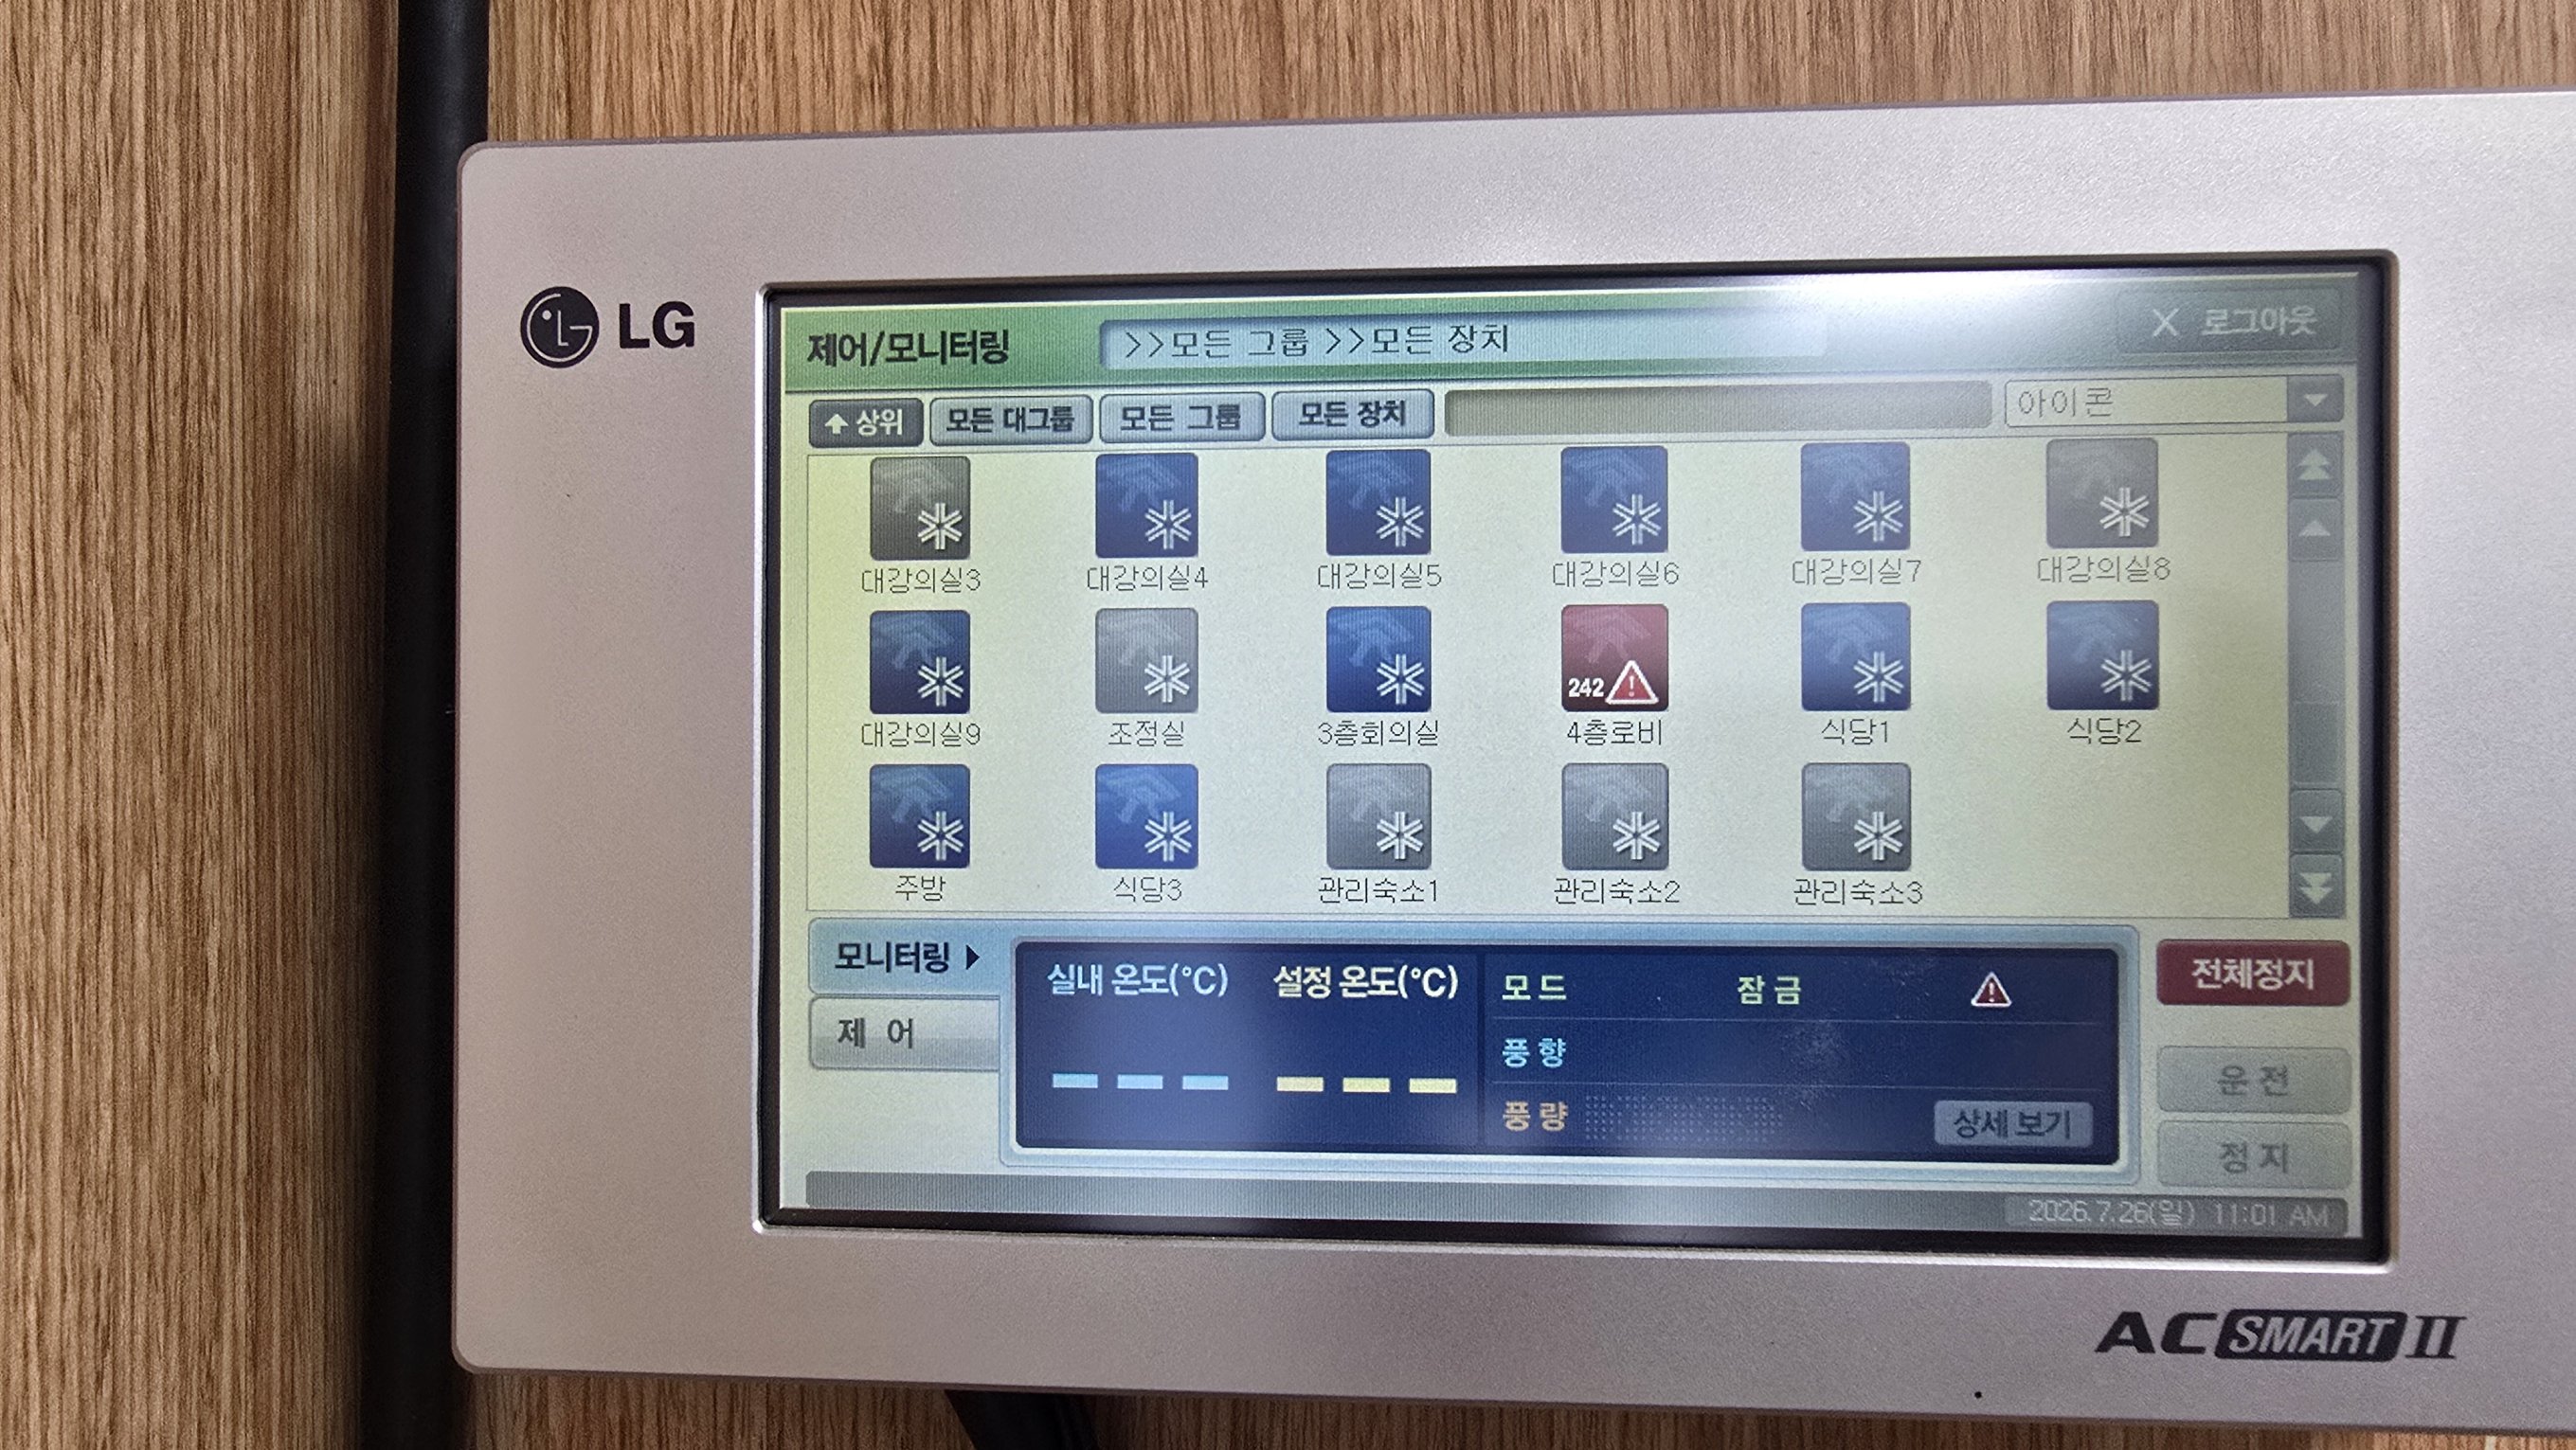 LG
제어/모니터링 >>모든 그룹 >>모든 장치 X 로그아웃
상위 모든 대그룹 모든 그룹 모든 장치 아이콘
대강의실3 대강의실4 대강의실5 대강의실6 대강의실7 대강의실8
242
대강의실9 조정실 3층회의실 4층로비 식당1 식당2
주방 식당3 관리숙소1 관리숙소2 관리숙소3
모니터링 실내 온도(°C) 설정 온도(°C) 모드 잠금 전체정지
제 어 풍향 운전
풍량 상세 보기 정지
2026.7.26(일) 11:01 AM
AC SMART II